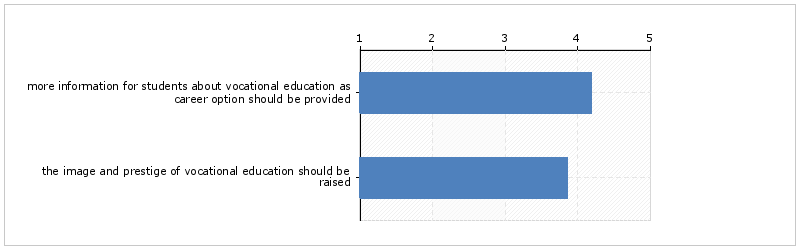 1 2 3 4 5
more information for students about vocational education as
career option should be provided
the image and prestige of vocational education should be
raised